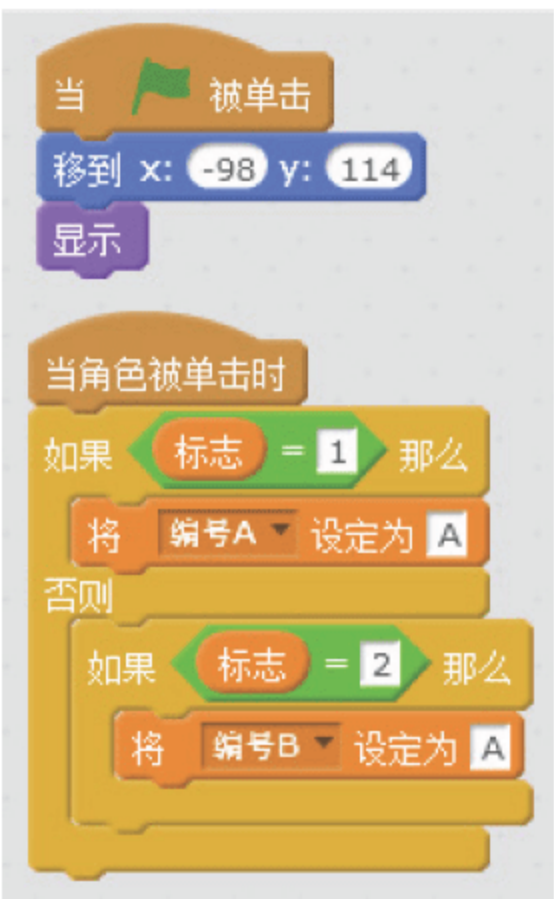 当 被单击
移到 x: -98 y: 114
显示
当角色被单击时
如果 标志 = 1 那么
将 编号A 设定为 A
否则
如果 标志 = 2 那么
将 编号B 设定为 A